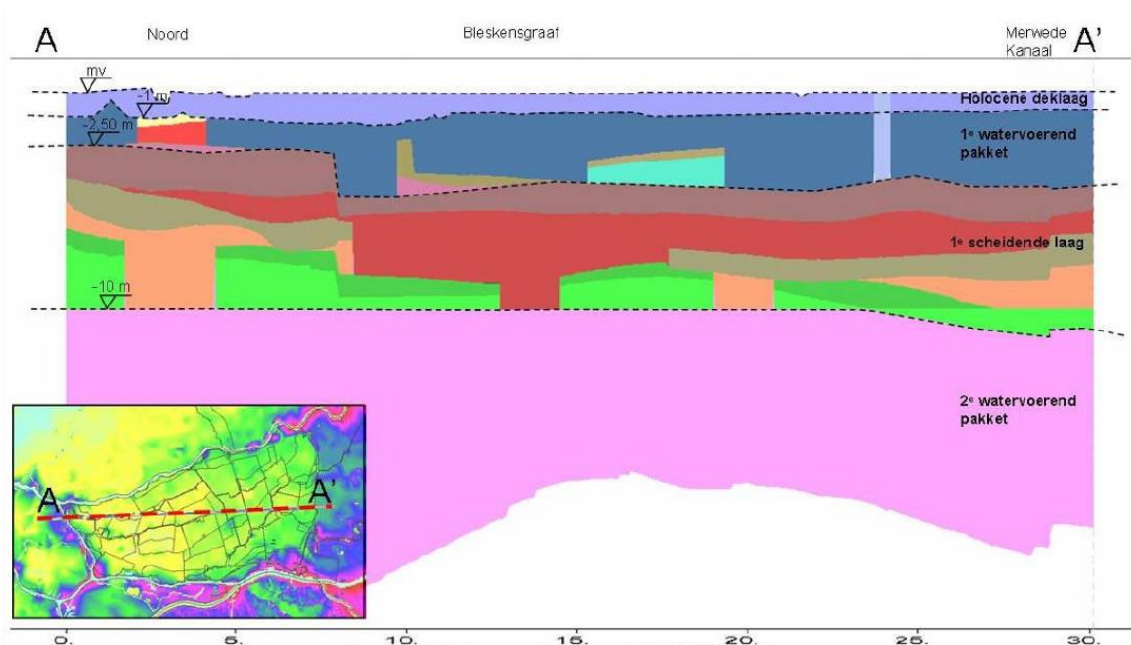 A
Noord
Bleskensgraaf
Merwede
Kanaal
A'
mv
-1 m
-2,50 m
-10 m
Holocene deklaag
1e watervoerend
pakket
1e scheidende laag
2e watervoerend
pakket
A
A'
0.
5.
10.
15.
20.
25.
30.